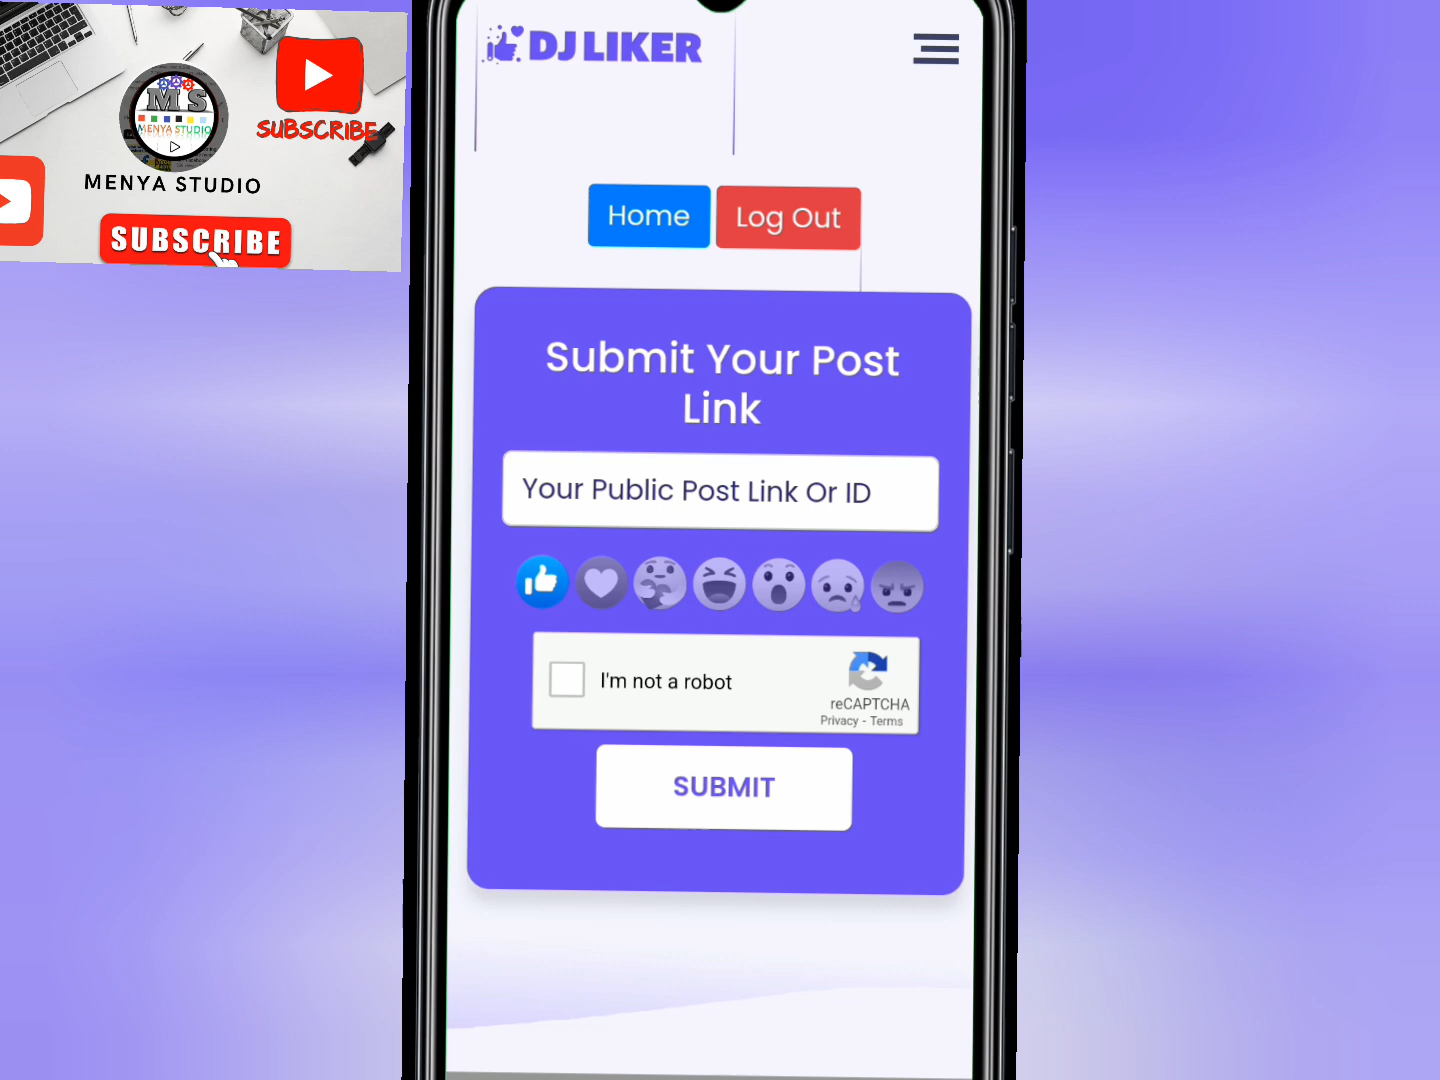 MS
MENYA STUDIO
SUBSCRIBE
MENYA STUDIO
SUBSCRIBE
DJ LIKER
Home
Log Out
Submit Your Post
Link
Your Public Post Link Or ID
I'm not a robot
reCAPTCHA
Privacy - Terms
SUBMIT